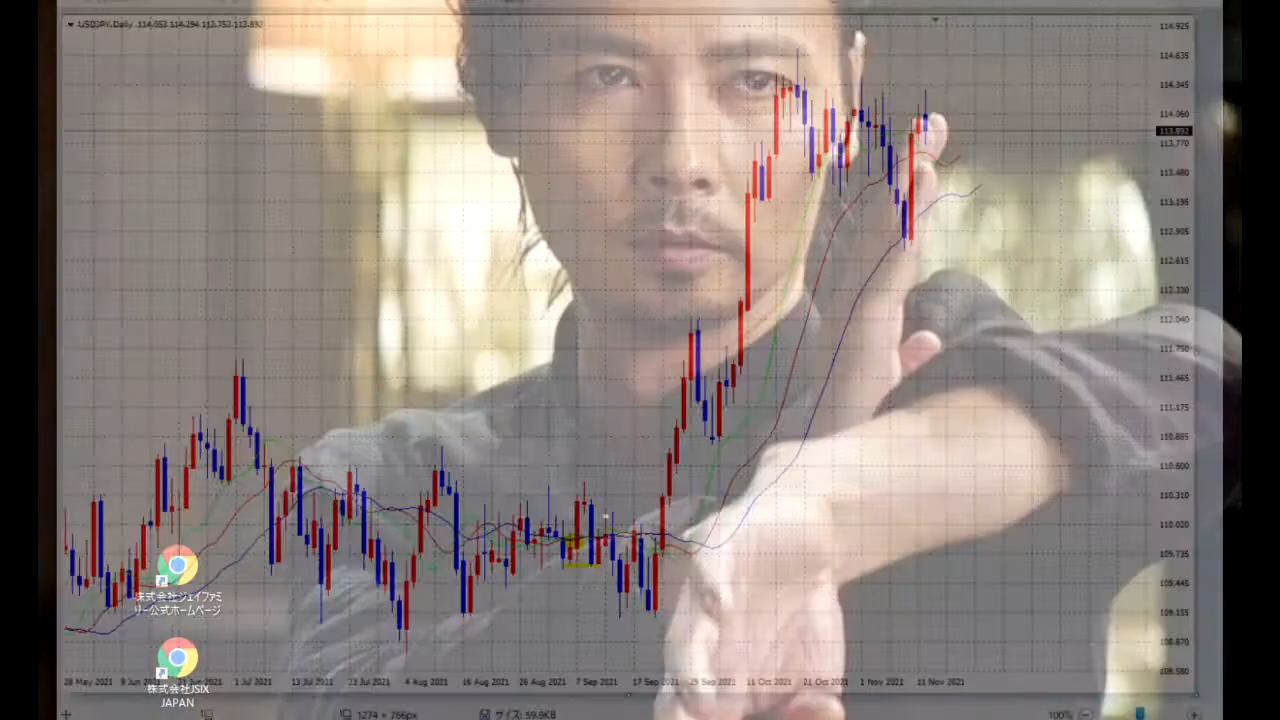 USDJPY,Daily 114.053 114.294 113.753 113.892
114.925
114.635
114.345
114.060
113.892
113.770
113.480
113.195
112.905
112.615
112.330
112.040
111.750
111.465
111.175
110.885
110.600
110.310
110.020
109.735
109.445
109.155
108.870
108.580
株式会社ジェイファミ
リー公式ホームページ
株式会社JSIX
JAPAN
28 May 2021
9 Jun
21 Jun 2021
1 Jul 2021
13 Jul 2021
23 Jul 2021
4 Aug 2021
16 Aug 2021
26 Aug 2021
7 Sep 2021
17 Sep 2021
29 Sep 2021
11 Oct 2021
21 Oct 2021
1 Nov 2021
11 Nov 2021
1274 × 766px
サイズ: 59.9KB
100%